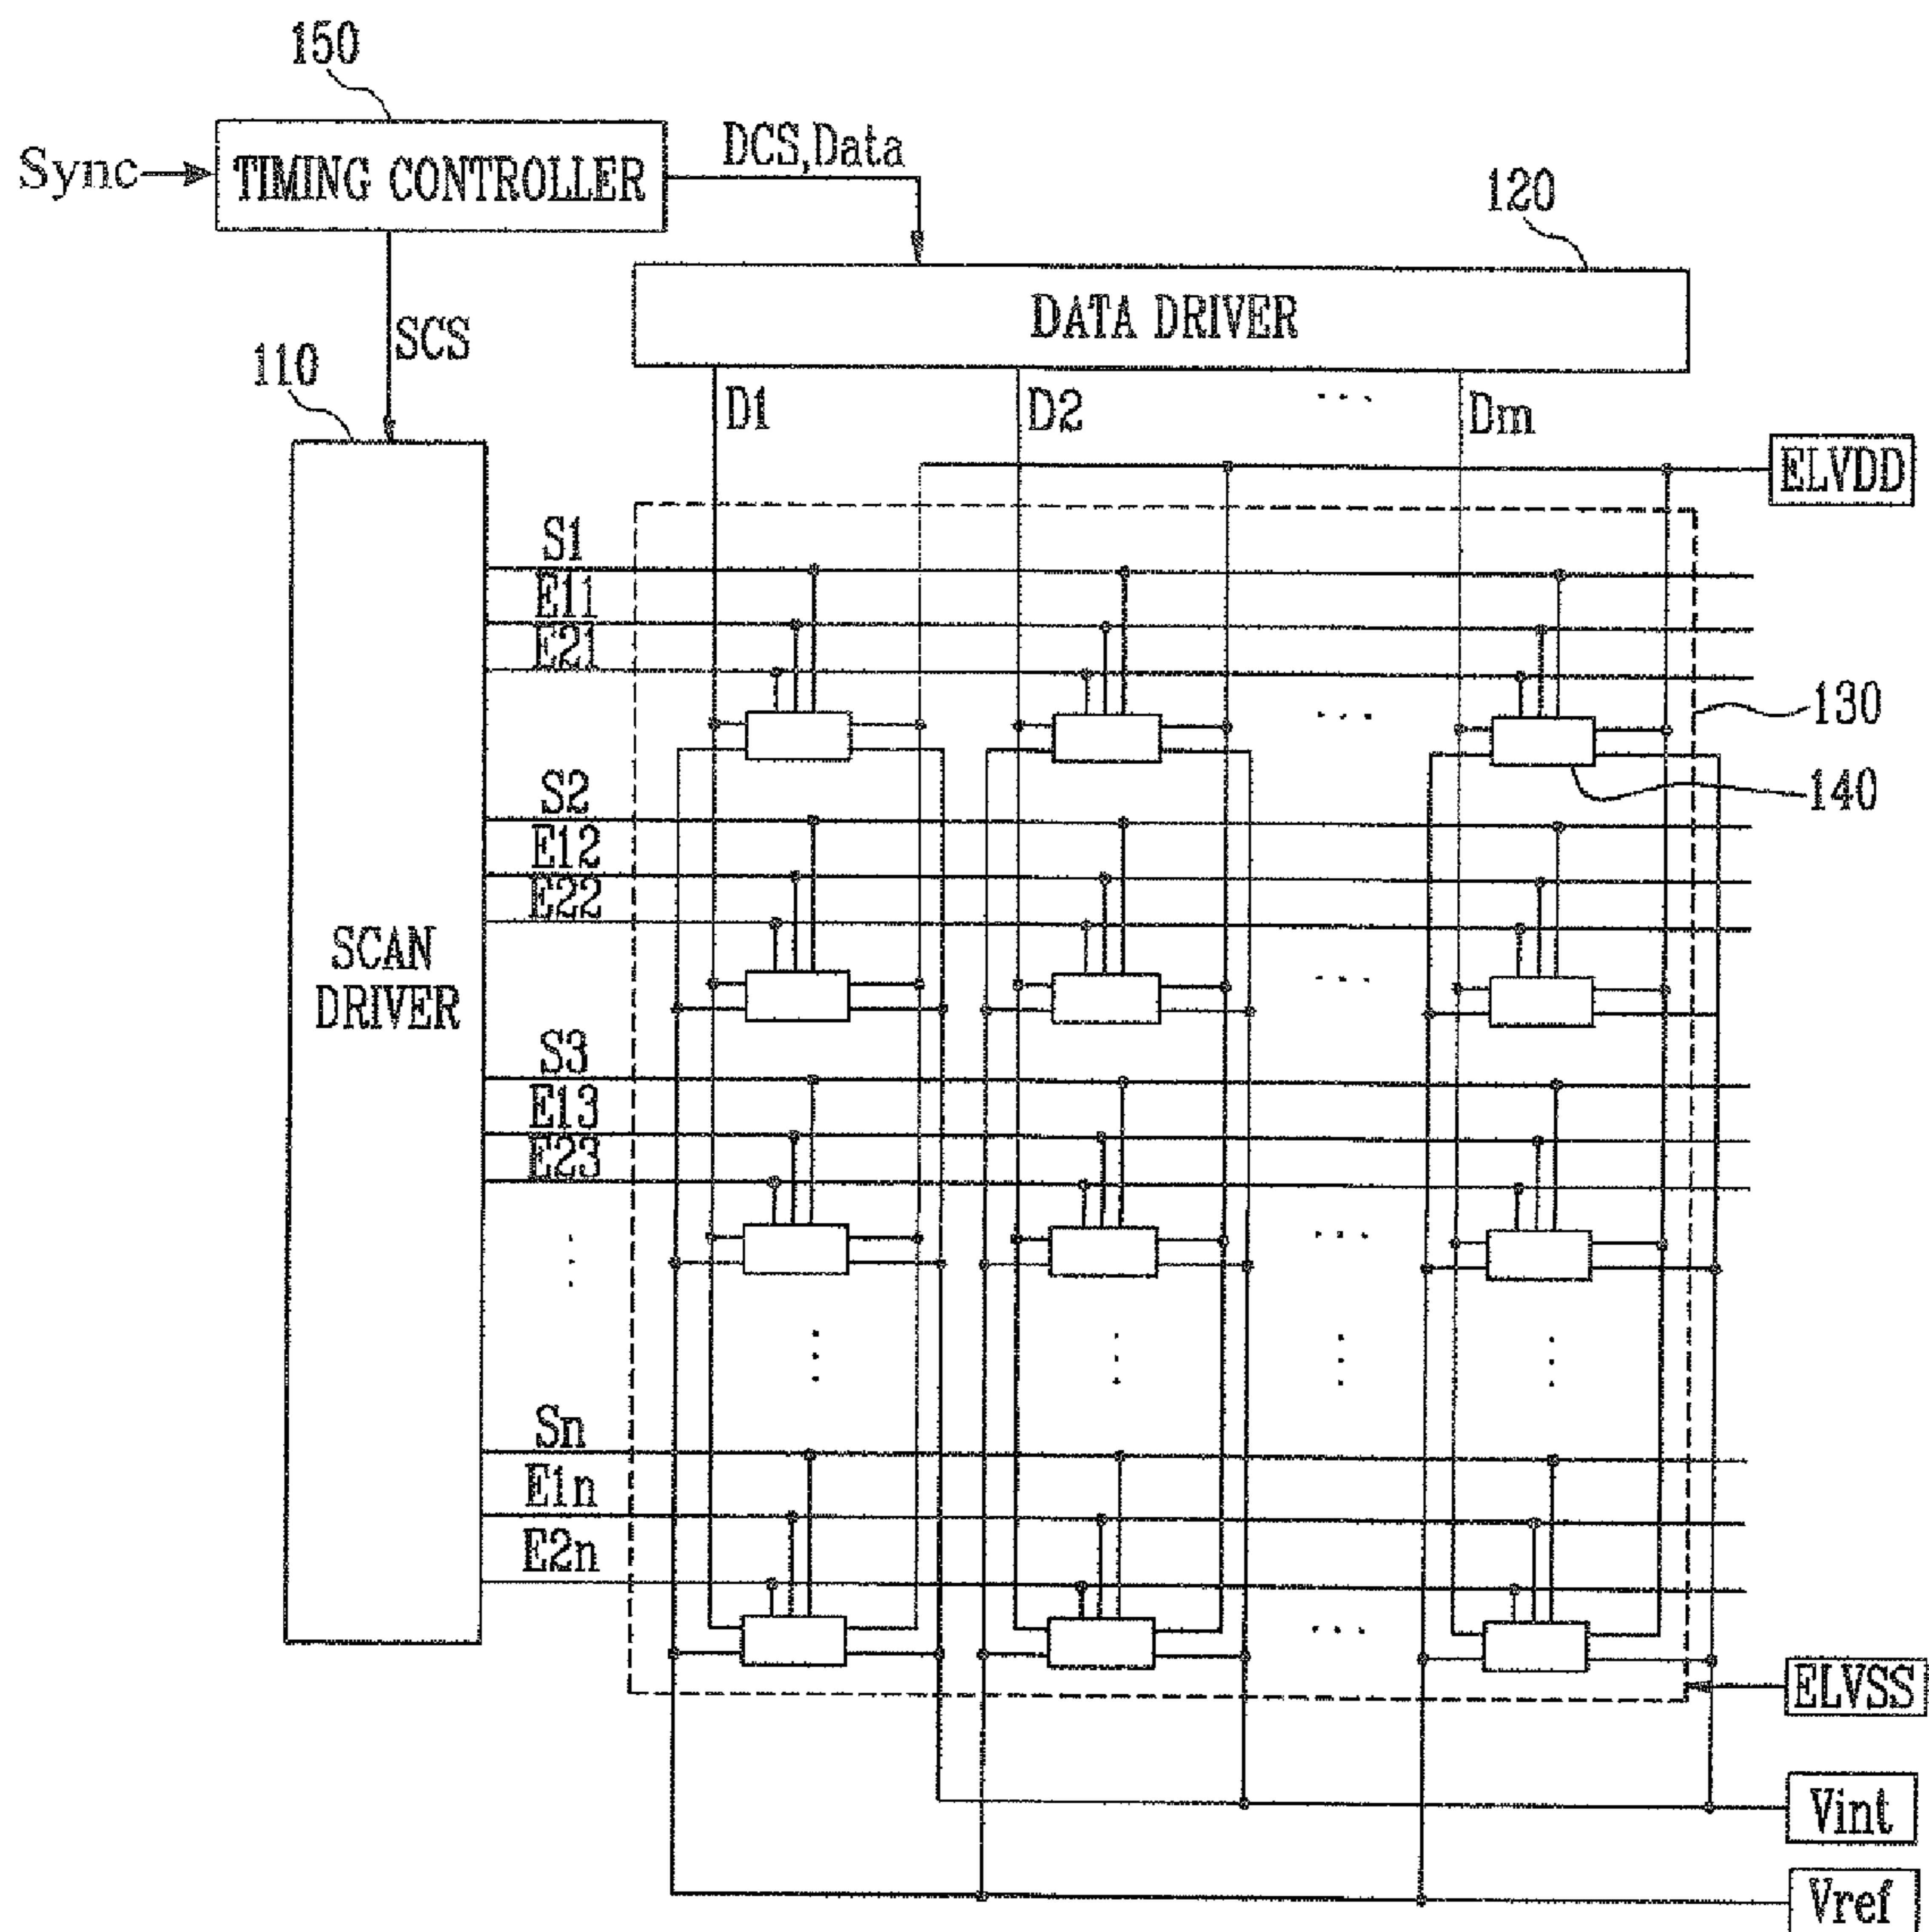 150
Sync
TIMING CONTROLLER
DCS,Data
120
DATA DRIVER
SCS
110
D1
D2
Dm
ELVDD
S1
E11
E21
130
140
S2
E12
E22
SCAN
DRIVER
S3
E13
E23
Sn
E1n
E2n
ELVSS
Vint
Vref